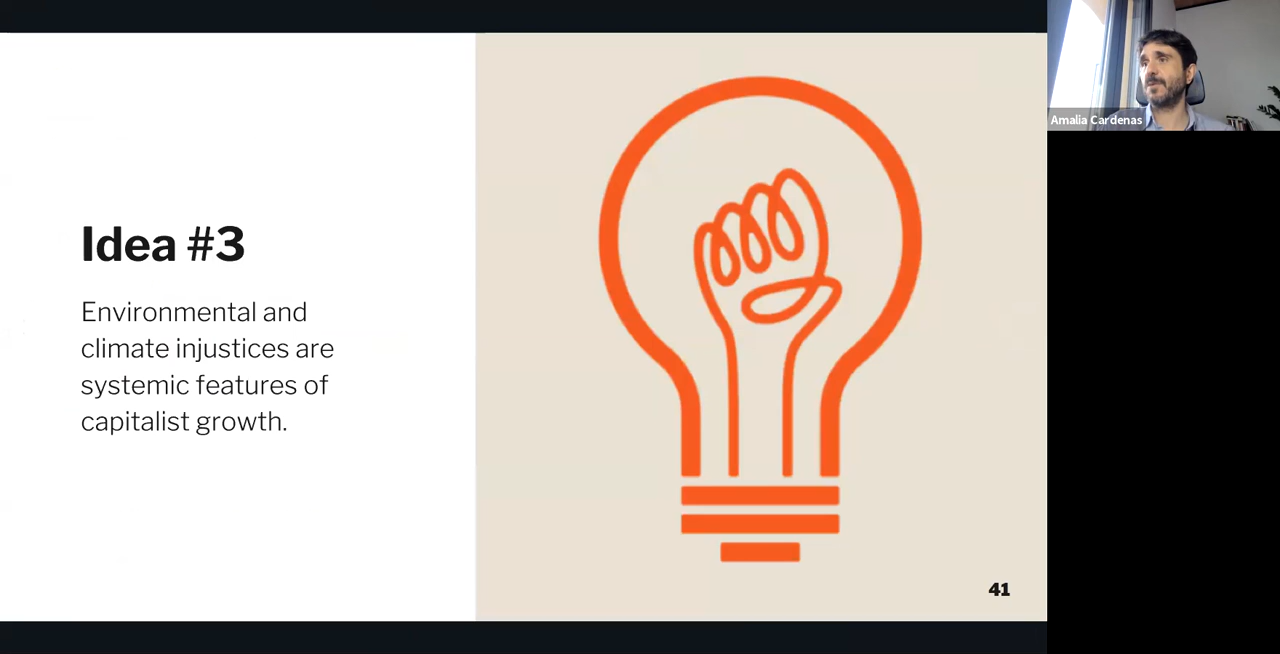 Idea #3
Environmental and
climate injustices are
systemic features of
capitalist growth.
41
Amalia Cardenas